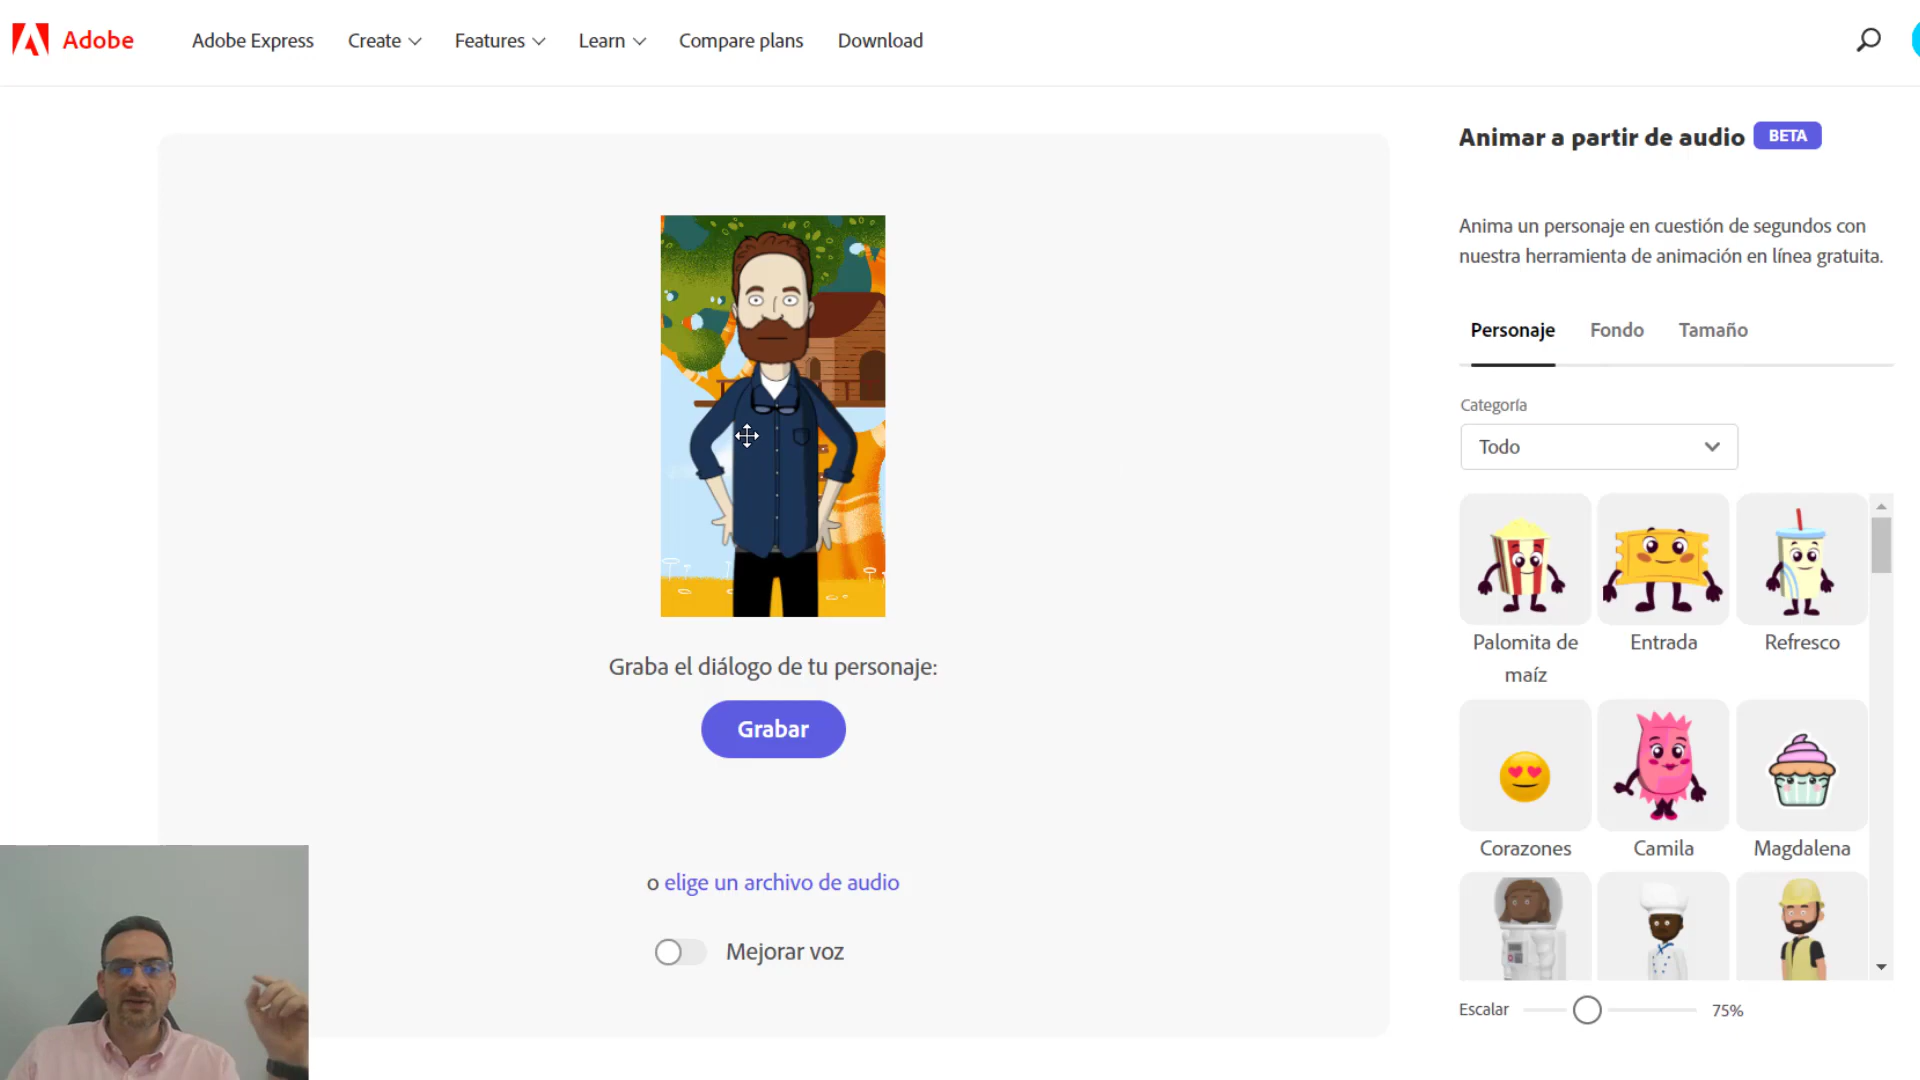 Adobe
Adobe Express
Create
Features
Learn
Compare plans
Download
Animar a partir de audio
BETA
Anima un personaje en cuestión de segundos con
nuestra herramienta de animación en línea gratuita.
Personaje
Fondo
Tamaño
Categoría
Todo
Palomita de
maíz
Entrada
Refresco
Corazones
Camila
Magdalena
Escalar
75%
Graba el diálogo de tu personaje:
Grabar
o elige un archivo de audio
Mejorar voz